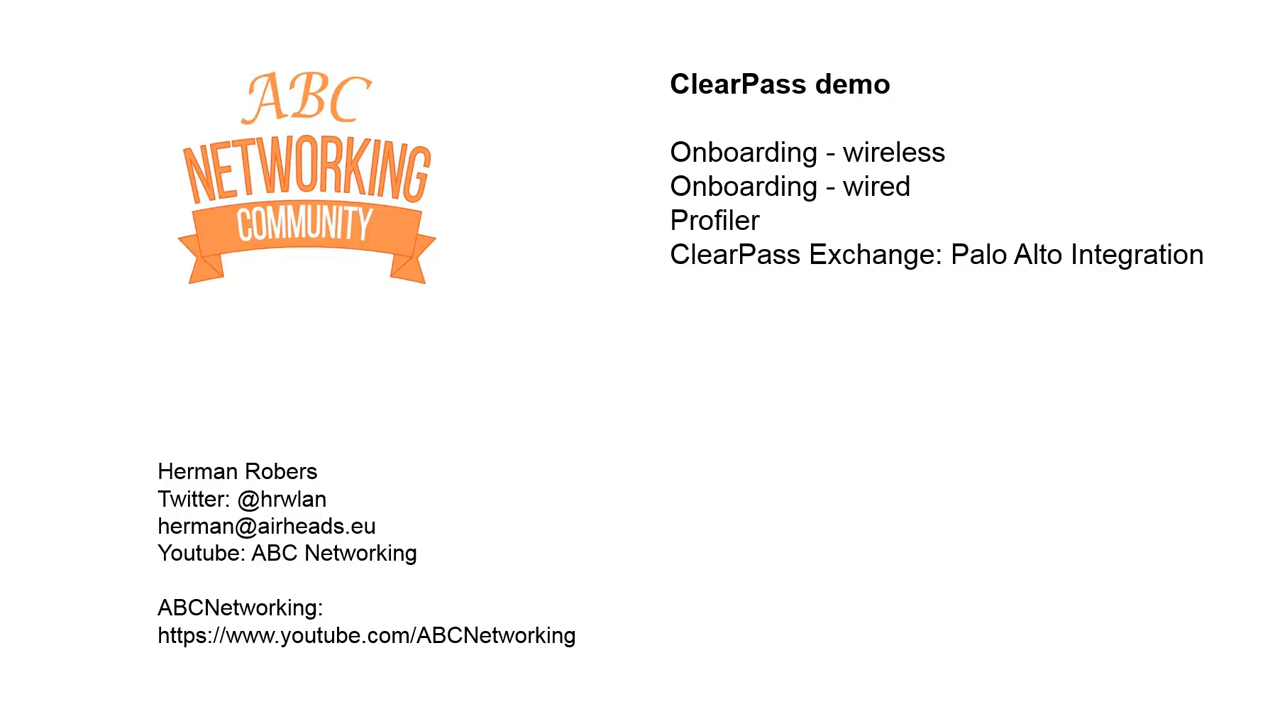 ABC
NETWORKING
COMMUNITY
ClearPass demo
Onboarding - wireless
Onboarding - wired
Profiler
ClearPass Exchange: Palo Alto Integration
Herman Robers
Twitter: @hrwlan
herman@airheads.eu
Youtube: ABC Networking
ABCNetworking:
https://www.youtube.com/ABCNetworking